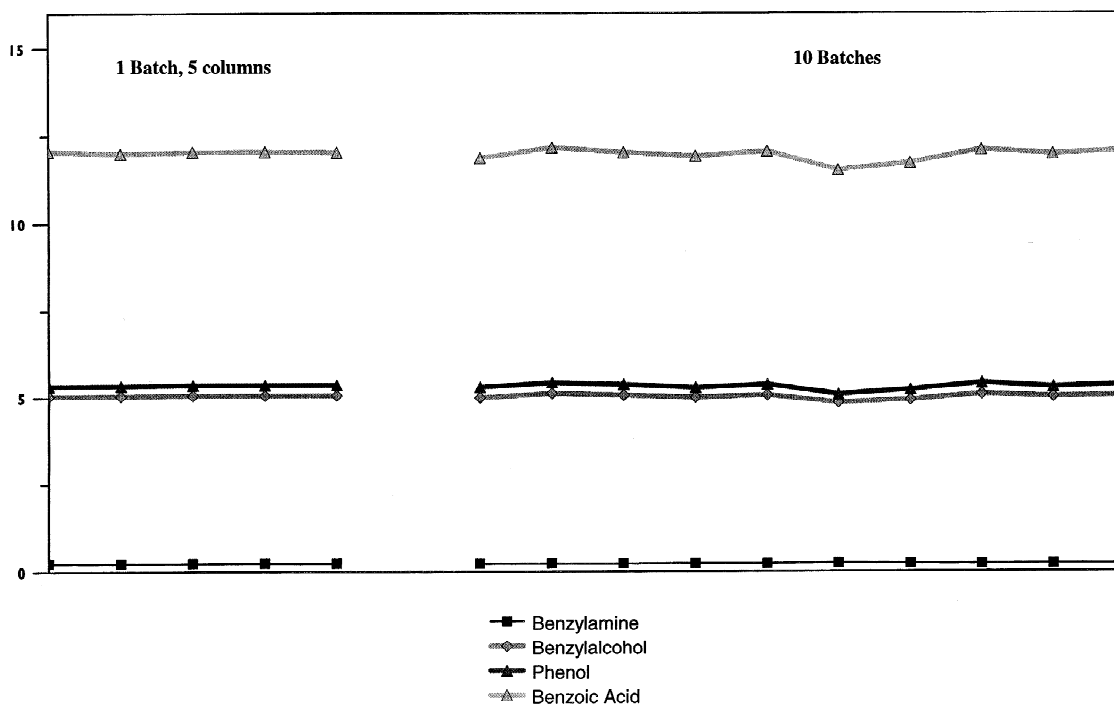 15
1 Batch, 5 columns
10 Batches
10
5
0
Benzylamine
Benzylalcohol
Phenol
Benzoic Acid